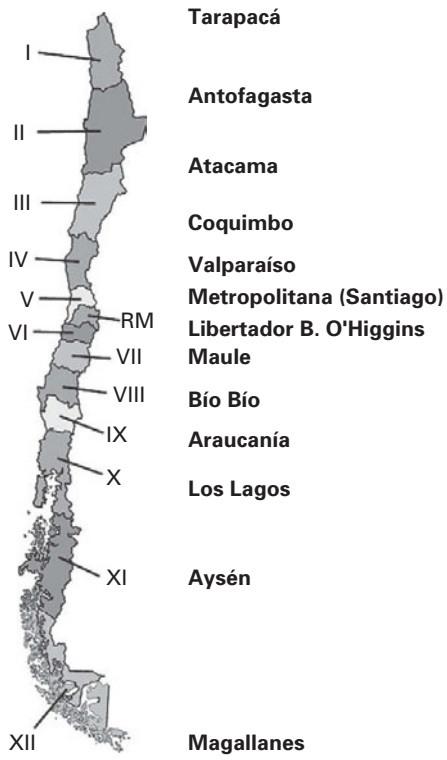 Tarapacá
I
Antofagasta
II
Atacama
III
Coquimbo
IV
Valparaíso
V
Metropolitana (Santiago)
RM
VI
Libertador B. O'Higgins
VII
Maule
VIII
Bío Bío
IX
Araucanía
X
Los Lagos
XI
Aysén
XII
Magallanes